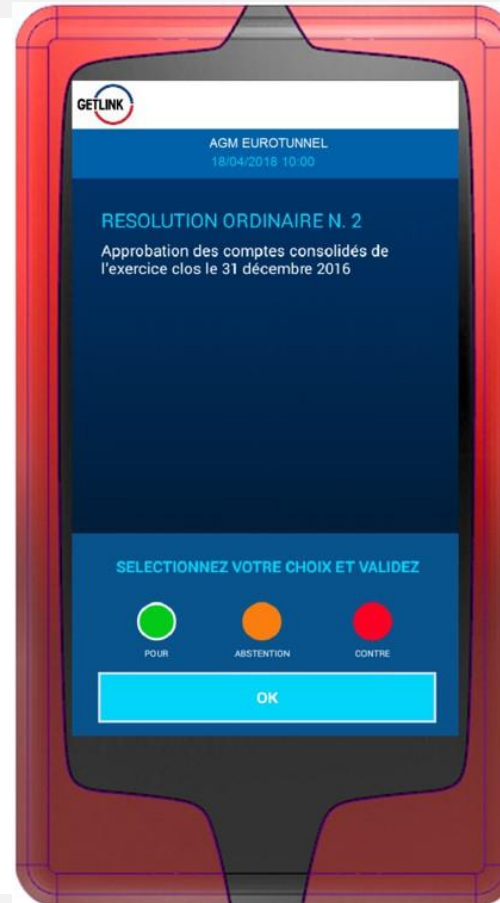 GETLINK
AGM EUROTUNNEL
18/04/2018 10:00
RESOLUTION ORDINAIRE N. 2
Approbation des comptes consolidés de
l'exercice clos le 31 décembre 2016
SELECTIONNEZ VOTRE CHOIX ET VALIDEZ
POUR ABSTENTION CONTRE
OK